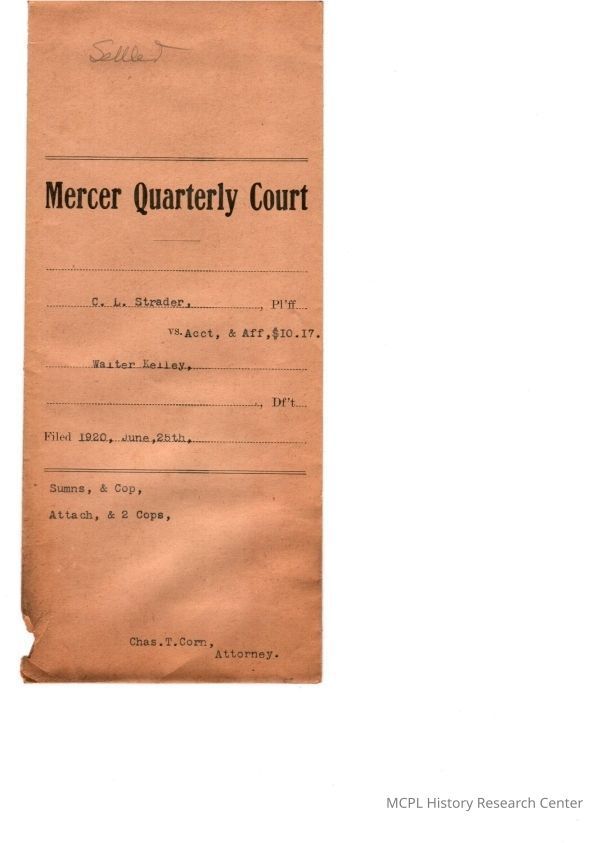 Settled
Mercer Quarterly Court
C. L. Strader, , Pl'ff
vs. Acct, & Aff,$10.17.
Walter Kelley,
, Df't
Filed 1920, June,25th,
Sumns, & Cop,
Attach, & 2 Cops,
Chas.T.Corn,
Attorney.
MCPL History Research Center